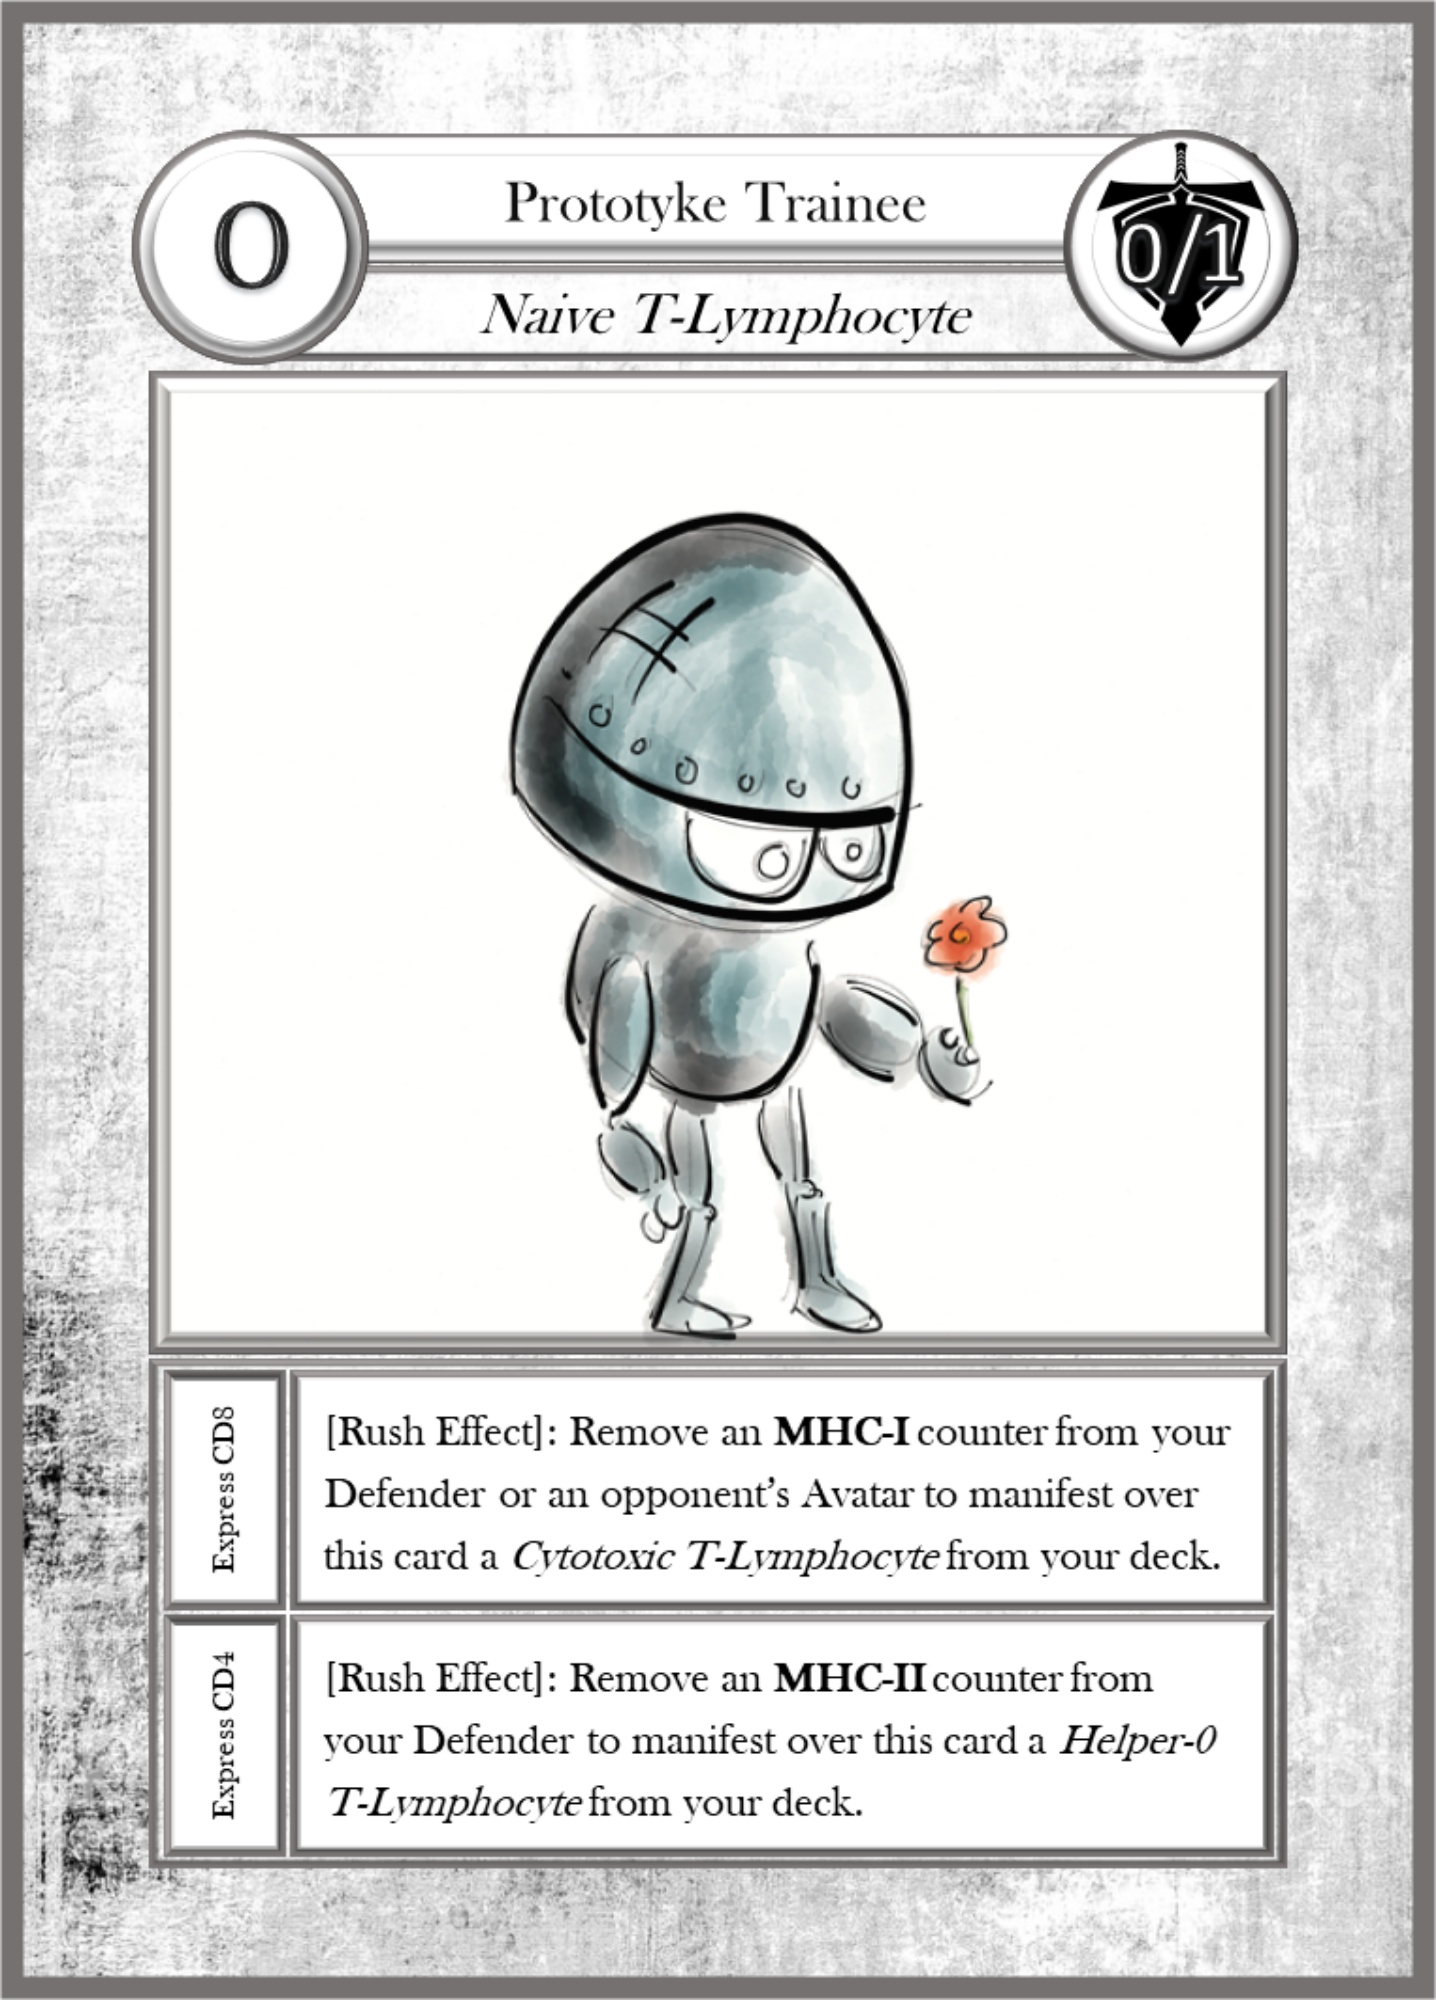 0
Prototyke Trainee
0/1
Naive T-Lymphocyte
Express CD8
[Rush Effect]: Remove an MHC-I counter from your
Defender or an opponent’s Avatar to manifest over
this card a Cytotoxic T-Lymphocyte from your deck.
Express CD4
[Rush Effect]: Remove an MHC-II counter from
your Defender to manifest over this card a Helper-0
T-Lymphocyte from your deck.